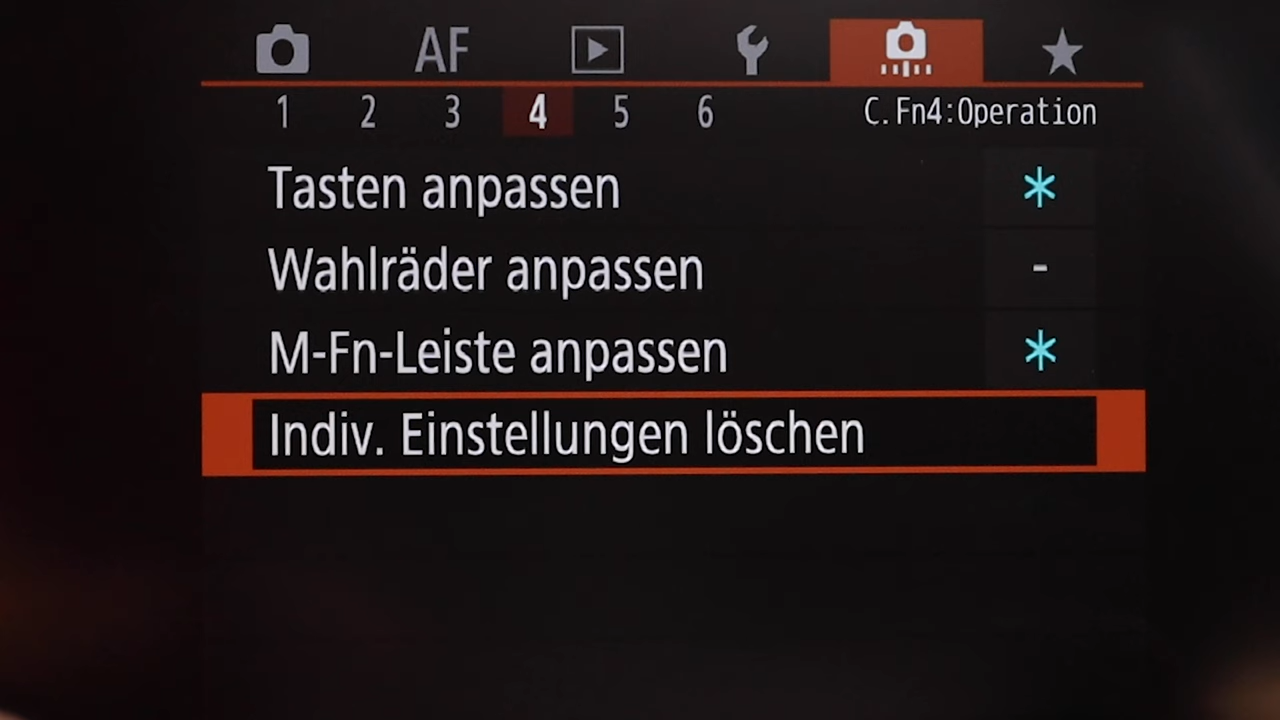 AF
1 2 3 4 5 6 C.Fn4:Operation
Tasten anpassen *
Wahlräder anpassen -
M-Fn-Leiste anpassen *
Indiv. Einstellungen löschen